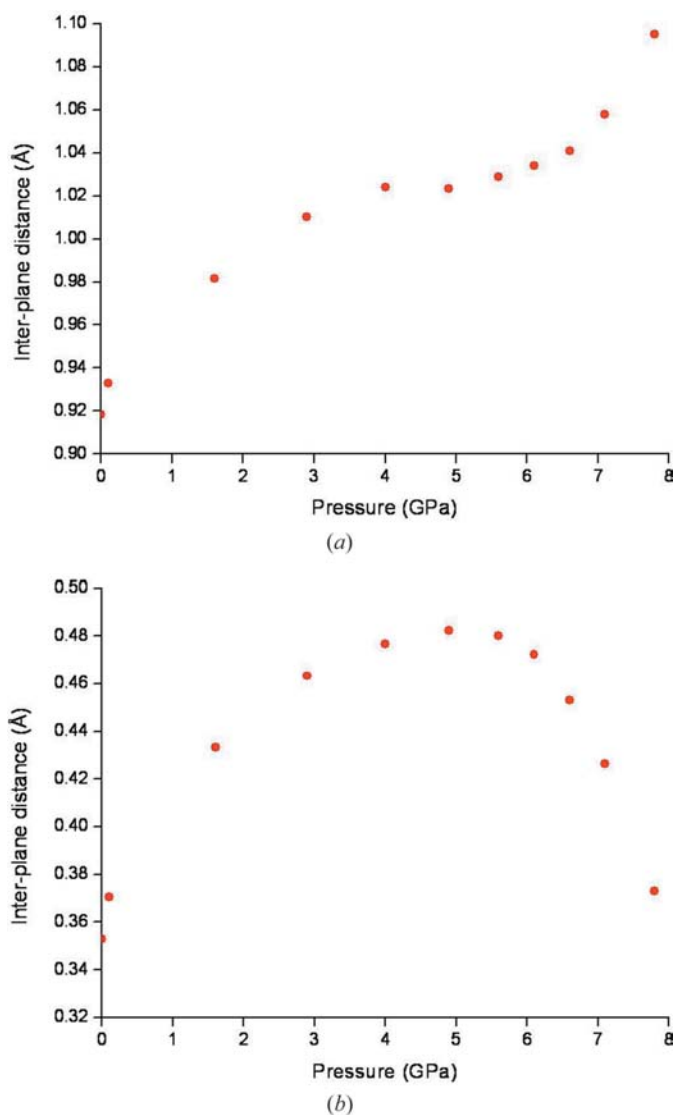 1.10
1.08
1.06
1.04
1.02
1.00
0.98
0.96
0.94
0.92
0.90
Inter-plane distance (Å)
0 1 2 3 4 5 6 7 8
Pressure (GPa)
(a)
0.50
0.48
0.46
0.44
0.42
0.40
0.38
0.36
0.34
0.32
Inter-plane distance (Å)
0 1 2 3 4 5 6 7 8
Pressure (GPa)
(b)